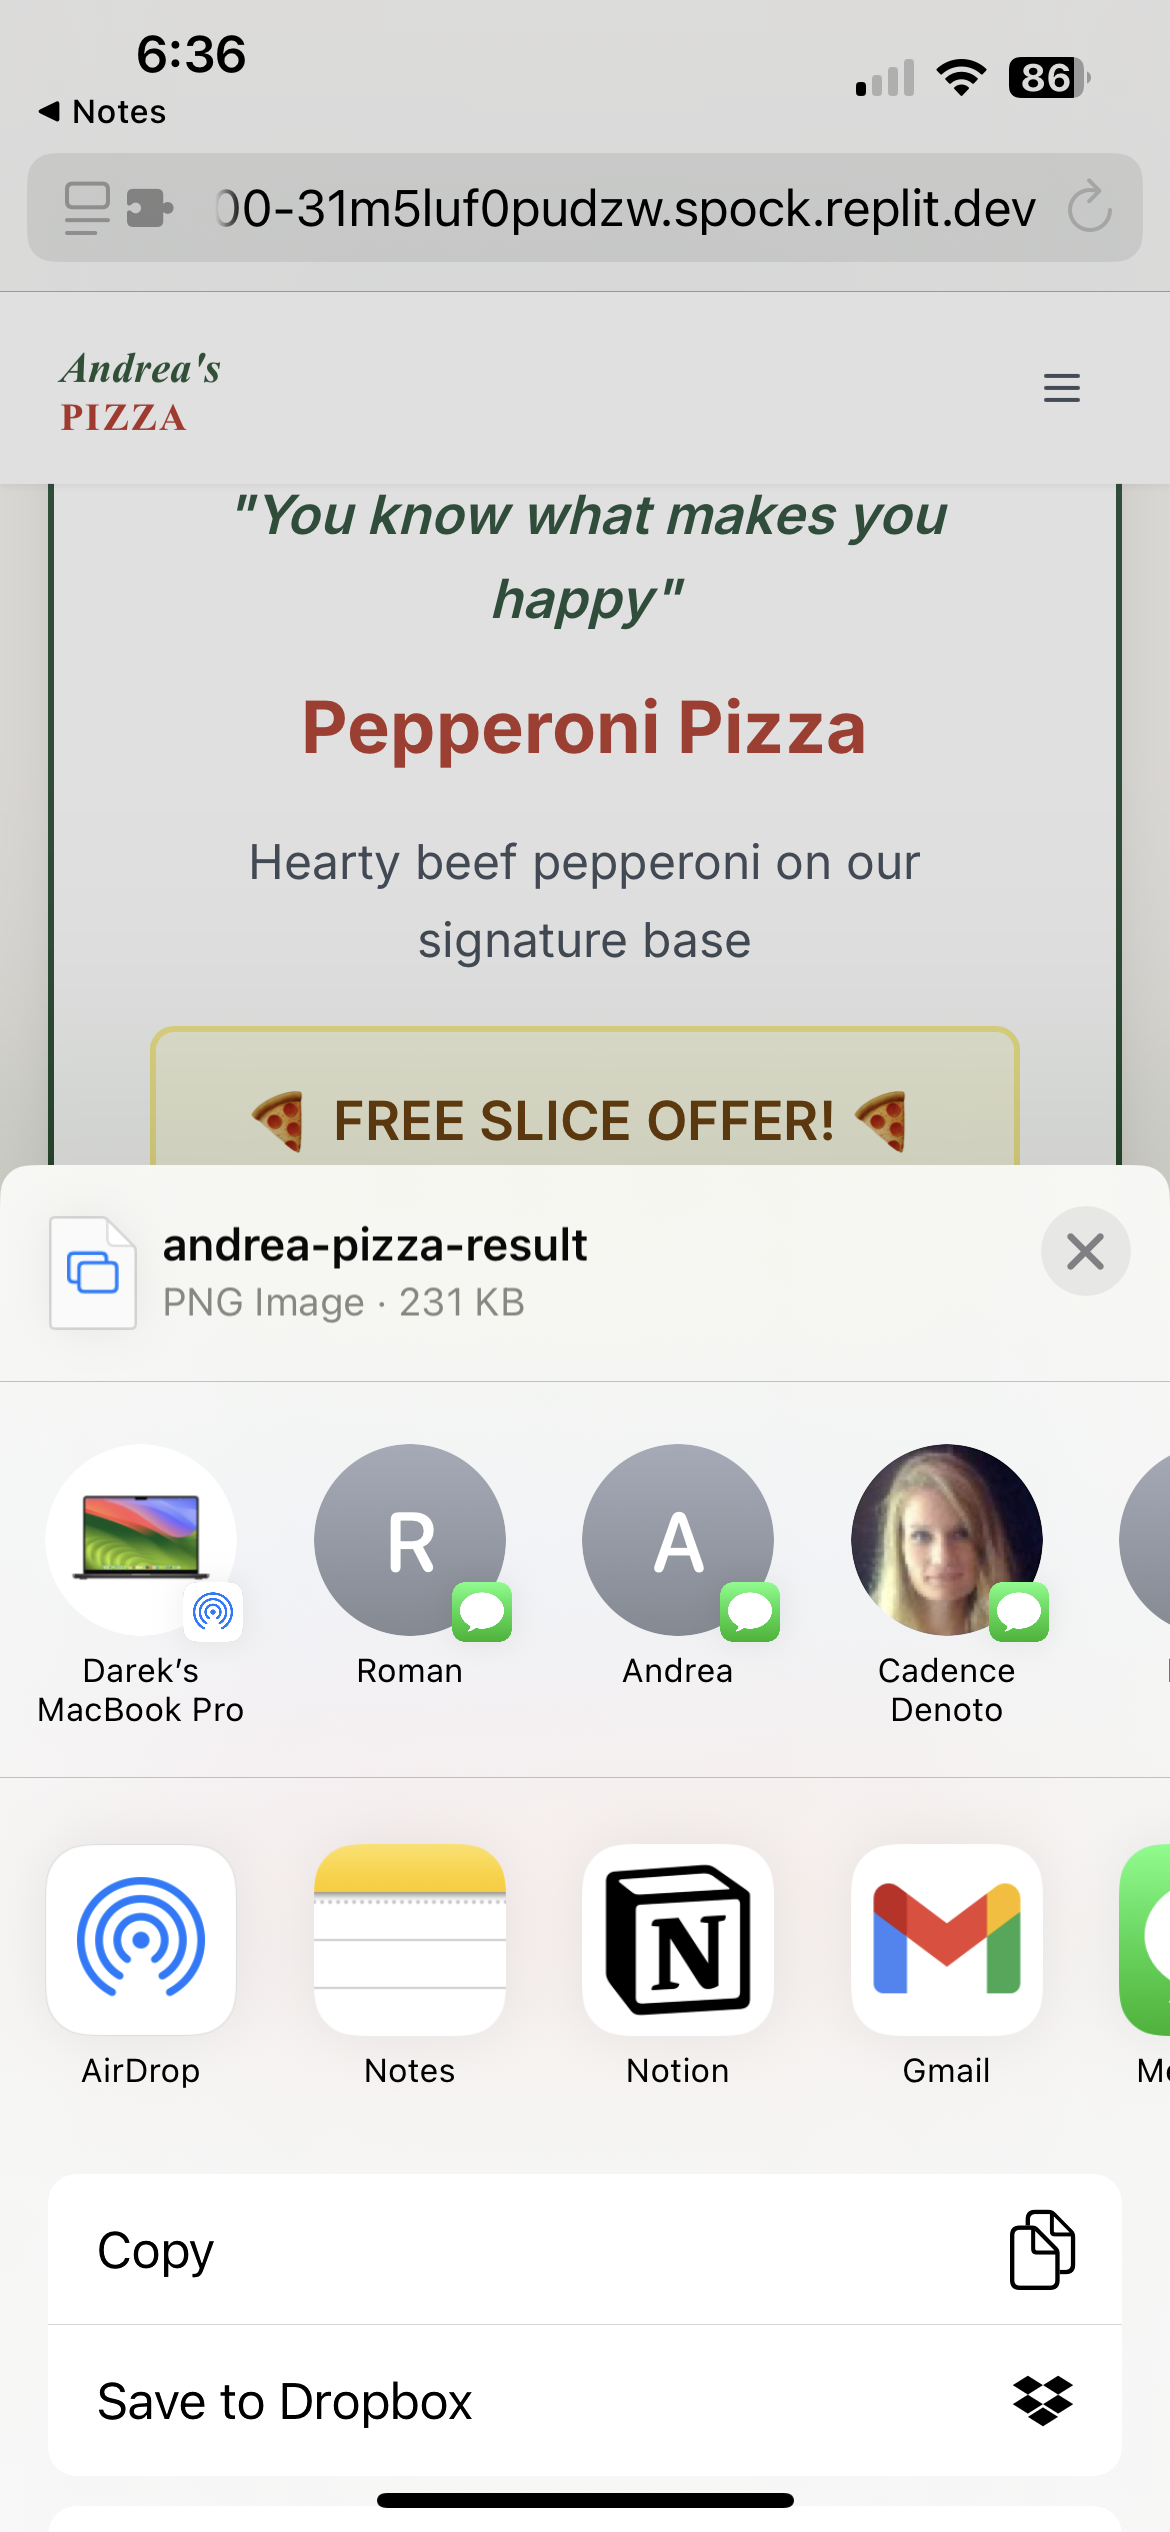 6:36
86
Notes
00-31m5luf0pudzw.spock.replit.dev
Andrea's
PIZZA
"You know what makes you
happy"
Pepperoni Pizza
Hearty beef pepperoni on our
signature base
FREE SLICE OFFER!
andrea-pizza-result
PNG Image · 231 KB
R
A
Darek’s
MacBook Pro
Roman
Andrea
Cadence
Denoto
N
M
AirDrop
Notes
Notion
Gmail
Copy
Save to Dropbox